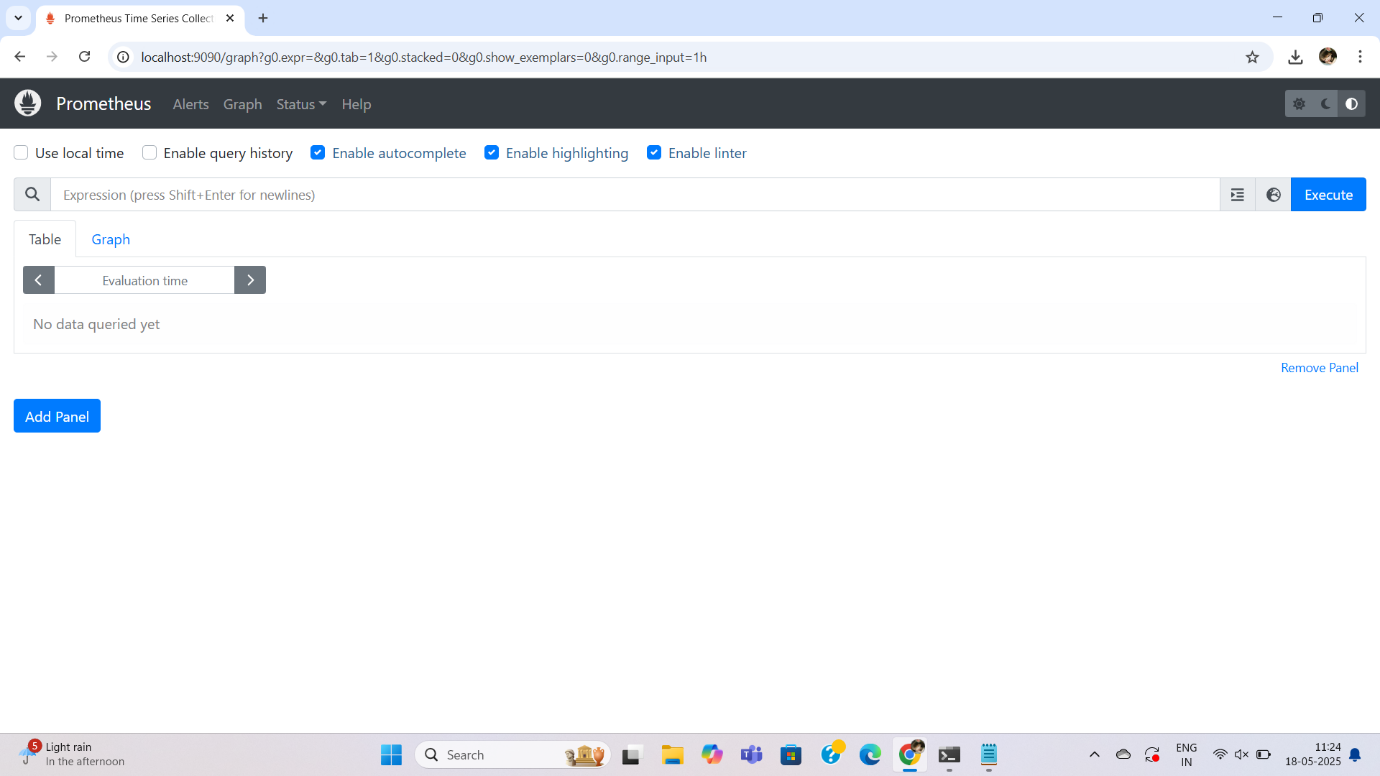 Prometheus Time Series Collect
localhost:9090/graph?g0.expr=&g0.tab=1&g0.stacked=0&g0.show_exemplars=0&g0.range_input=1h
Prometheus Alerts Graph Status Help
Use local time Enable query history Enable autocomplete Enable highlighting Enable linter
Expression (press Shift+Enter for newlines) Execute
Table Graph
Evaluation time
No data queried yet
Remove Panel
Add Panel
5 Light rain
In the afternoon
Search
ENG
IN
11:24
18-05-2025